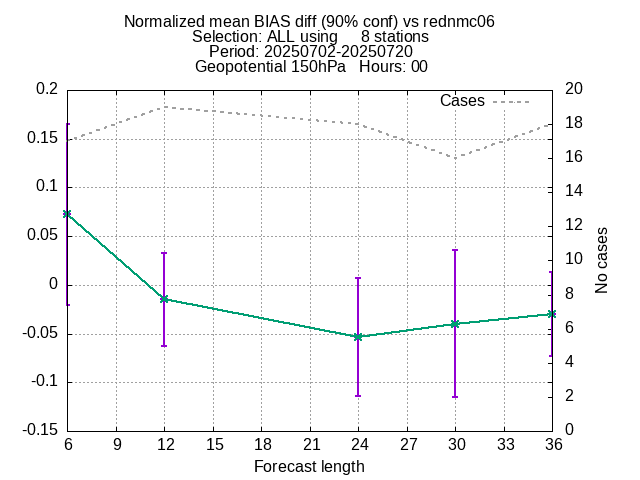 Normalized mean BIAS diff (90% conf) vs rednmc06
Selection: ALL using     8 stations
Period: 20250702-20250720
Geopotential 150hPa   Hours: 00
Cases
0.2
0.15
0.1
0.05
0
-0.05
-0.1
-0.15
20
18
16
14
12
10
8
6
4
2
0
No cases
6 9 12 15 18 21 24 27 30 33 36
Forecast length